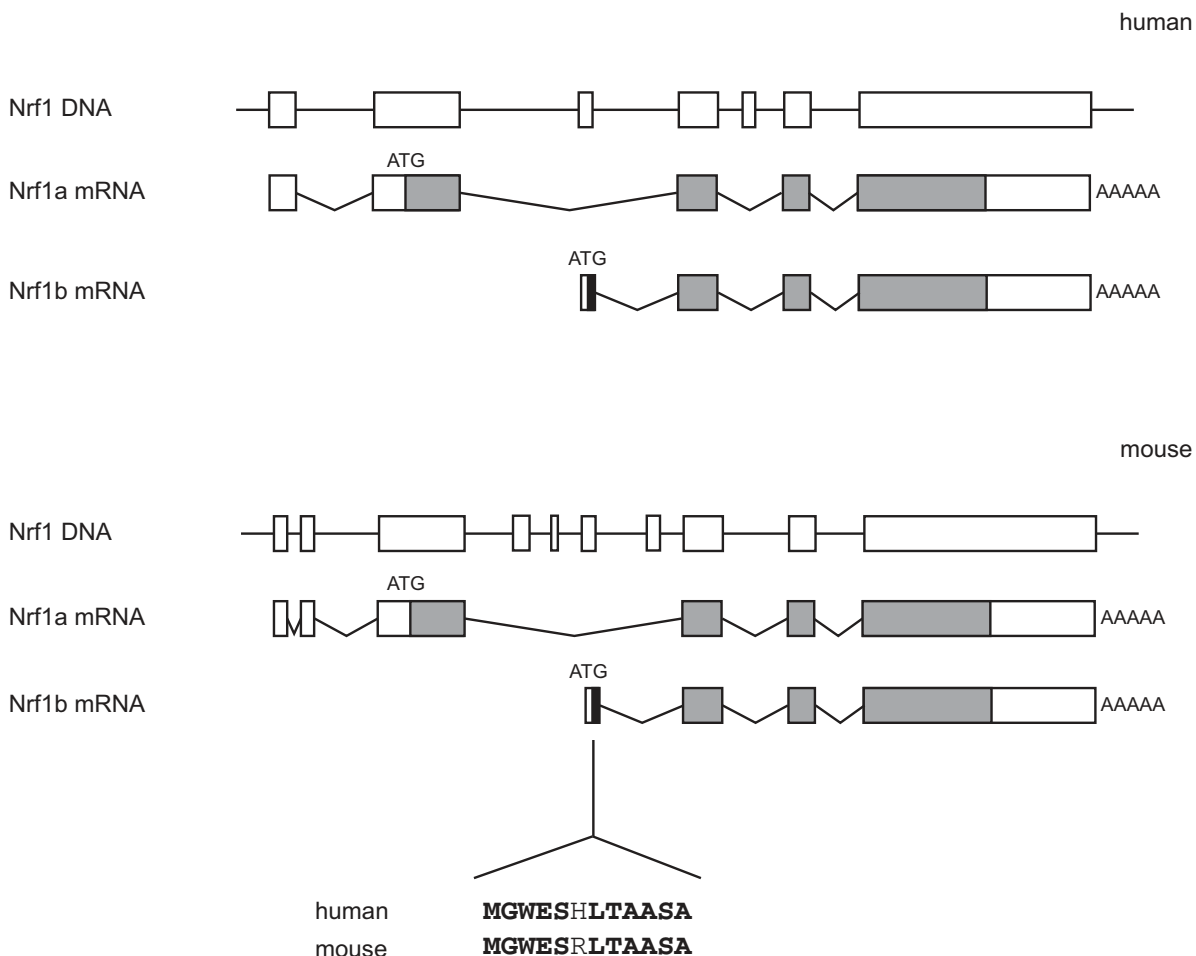 human
Nrf1 DNA
ATG
Nrf1a mRNA AAAAA
ATG
Nrf1b mRNA AAAAA
mouse
Nrf1 DNA
ATG
Nrf1a mRNA AAAAA
ATG
Nrf1b mRNA AAAAA
human MGWESHLTAASA
mouse MGWESRLTAASA